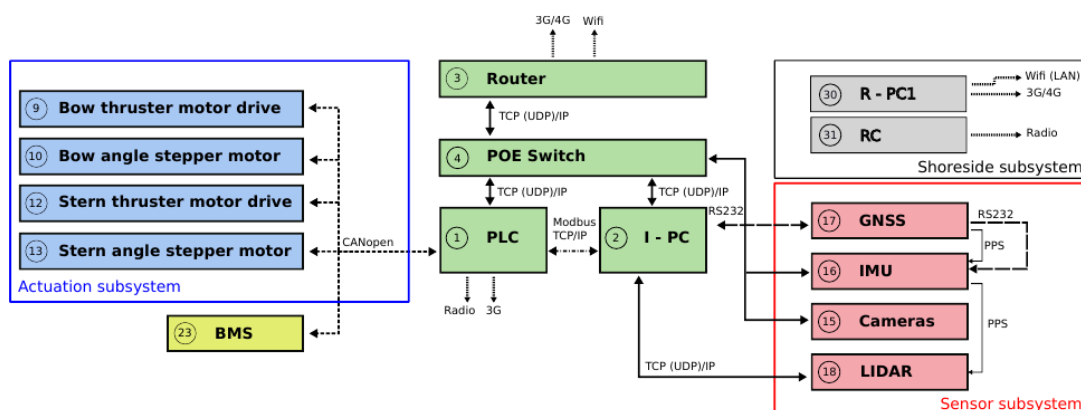 3G/4G
Wifi
3 Router
TCP (UDP)/IP
4 POE Switch
TCP (UDP)/IP
TCP (UDP)/IP
1 PLC
Modbus
TCP/IP
2 I - PC
RS232
Radio
3G
CANopen
9 Bow thruster motor drive
10 Bow angle stepper motor
12 Stern thruster motor drive
13 Stern angle stepper motor
Actuation subsystem
23 BMS
30 R - PC1
Wifi (LAN)
3G/4G
31 RC
Radio
Shoreside subsystem
17 GNSS
RS232
PPS
16 IMU
15 Cameras
PPS
TCP (UDP)/IP
18 LIDAR
Sensor subsystem